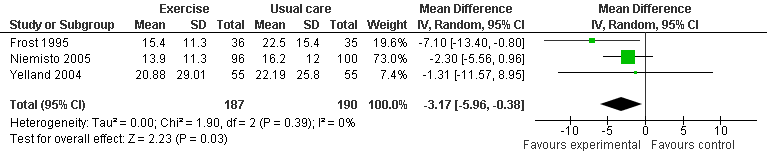 Exercise Usual care Mean Difference Mean Difference
Study or Subgroup Mean SD Total Mean SD Total Weight IV, Random, 95% CI IV, Random, 95% CI
Frost 1995 15.4 11.3 36 22.5 15.4 35 19.6% -7.10 [-13.40, -0.80]
Niemisto 2005 13.9 11.3 96 16.2 12 100 73.0% -2.30 [-5.56, 0.96]
Yelland 2004 20.88 29.01 55 22.19 25.8 55 7.4% -1.31 [-11.57, 8.95]
Total (95% CI) 187 190 100.0% -3.17 [-5.96, -0.38]
Heterogeneity: Tau² = 0.00; Chi² = 1.90, df = 2 (P = 0.39); I² = 0%
Test for overall effect: Z = 2.23 (P = 0.03)
-10 -5 0 5 10
Favours experimental Favours control